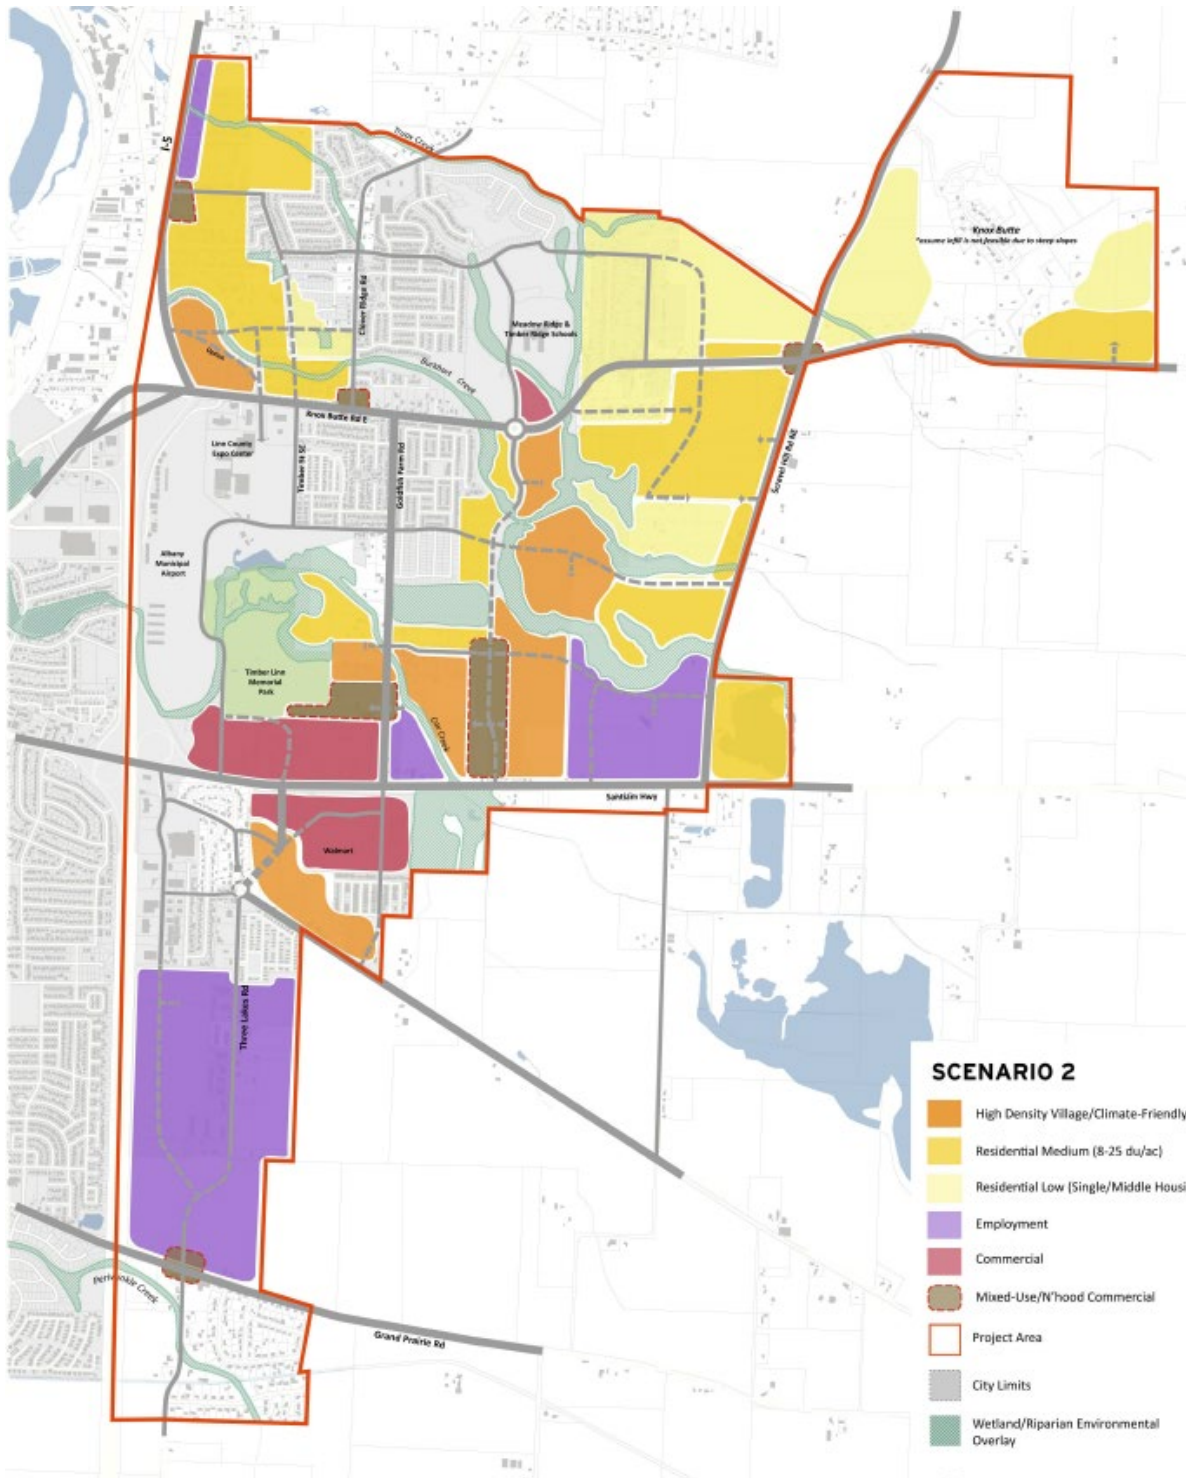 I-5
Truax Creek
Knox Butte
*assume infill is not feasible due to steep slopes
Clover Ridge Rd
Meadow Ridge &
Timber Ridge Schools
Burkhart Creek
Knox Butte Rd E
Linn County
Expo Center
Timber St SE
Goldfish Farm Rd
Scravel Hill Rd NE
Albany
Municipal
Airport
Timber Linn
Memorial
Park
Oak Creek
Santiam Hwy
Walmart
Three Lakes Rd
Periwinkle Creek
Grand Prairie Rd
SCENARIO 2
High Density Village/Climate-Friendly
Residential Medium (8-25 du/ac)
Residential Low (Single/Middle Housi
Employment
Commercial
Mixed-Use/N'hood Commercial
Project Area
City Limits
Wetland/Riparian Environmental
Overlay